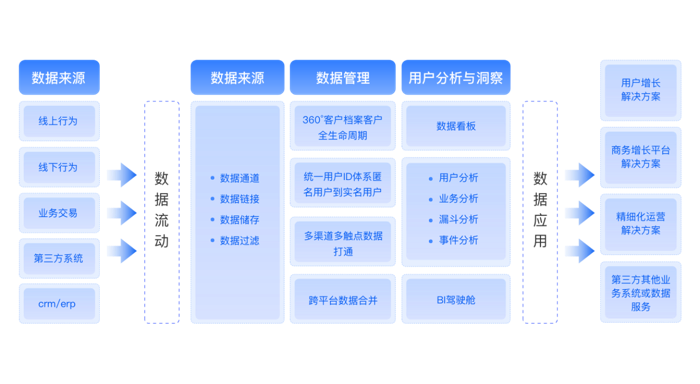 数据来源
线上行为
线下行为
业务交易
第三方系统
crm/erp
数据流动
数据来源
数据通道
数据链接
数据储存
数据过滤
数据管理
360°客户档案客户
全生命周期
统一用户ID体系匿
名用户到实名用户
多渠道多触点数据
打通
跨平台数据合并
用户分析与洞察
数据看板
用户分析
业务分析
漏斗分析
事件分析
BI驾驶舱
数据应用
用户增长
解决方案
商务增长平台
解决方案
精细化运营
解决方案
第三方其他业
务系统或数据
服务